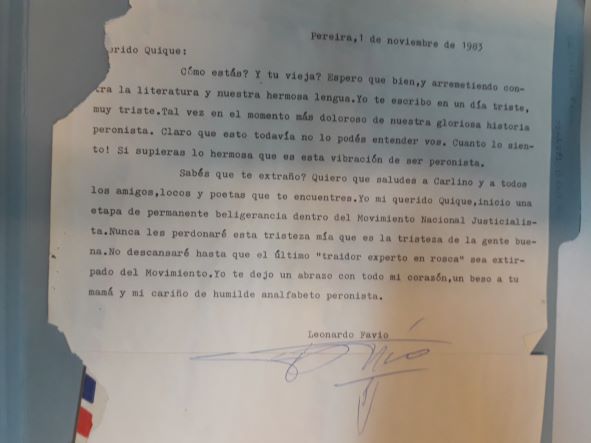 Pereira,1 de noviembre de 1983
erido Quique:
Cómo estás? Y tu vieja? Espero que bien,y arremetiendo con-
tra la literatura y nuestra hermosa lengua.Yo te escribo en un día triste,
muy triste.Tal vez en el momento más doloroso de nuestra gloriosa historia
peronista. Claro que esto todavía no lo podés entender vos. Cuanto lo sien-
to! Si supieras lo hermosa que es esta vibración de ser peronista.
Sabés que te extraño? Quiero que saludes a Carlino y a todos
los amigos,locos y poetas que te encuentres.Yo mi querido Quique,inicio una
etapa de permanente beligerancia dentro del Movimiento Nacional Justicialis-
ta.Nunca les perdonaré esta tristeza mía que es la tristeza de la gente bue-
na.No descansaré hasta que el último "traidor experto en rosca" sea extir-
pado del Movimiento.Yo te dejo un abrazo con todo mi corazón,un beso a tu
mamá y mi cariño de humilde analfabeto peronista.
Leonardo Favio